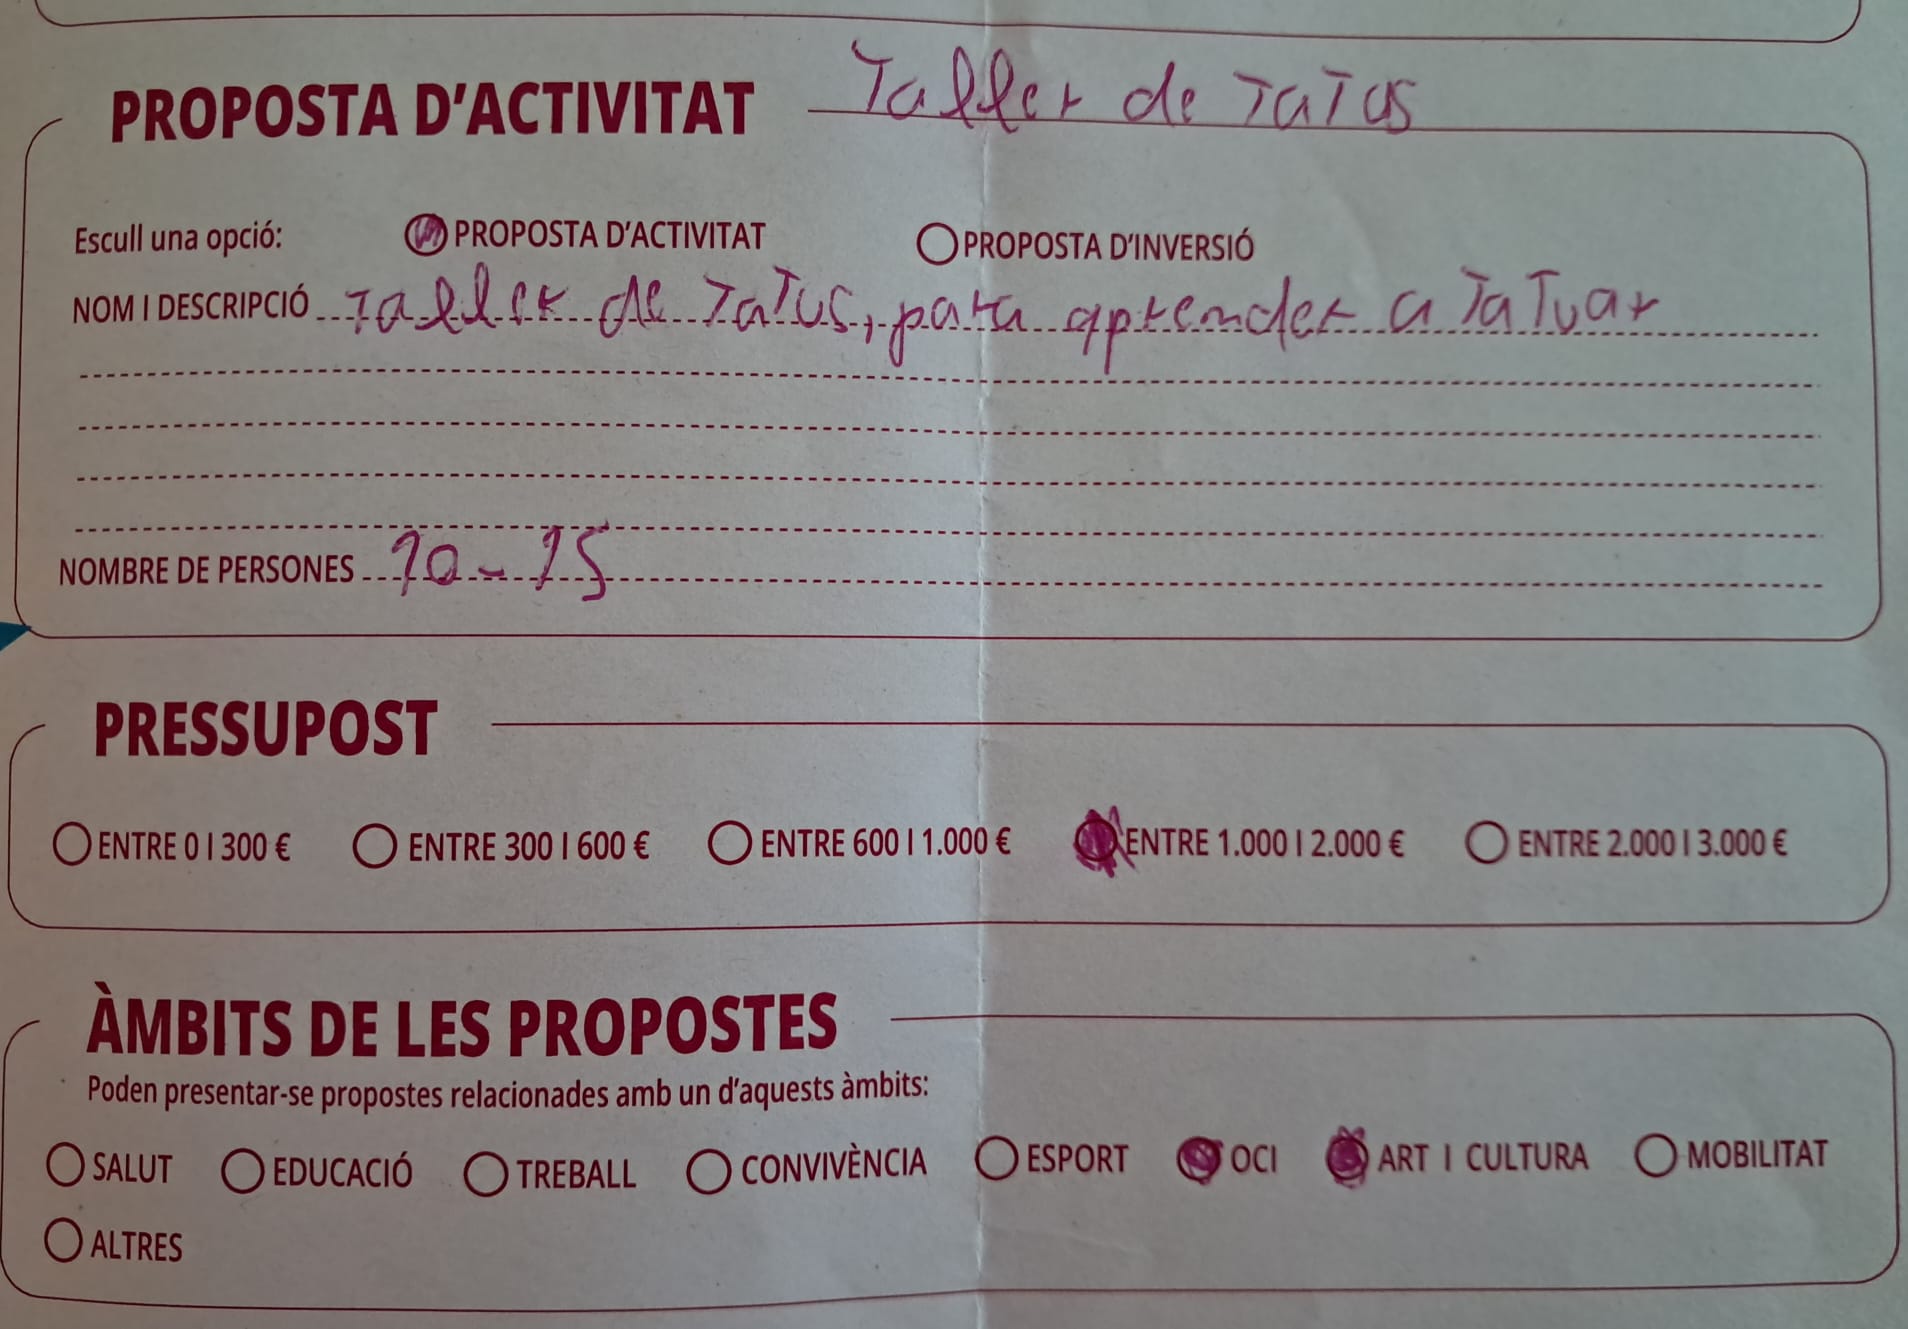 PROPOSTA D'ACTIVITAT Taller de Tatus
Escull una opció: PROPOSTA D'ACTIVITAT PROPOSTA D'INVERSIÓ
NOM I DESCRIPCIÓ Taller de Tatus, para aprender a Tatuar
NOMBRE DE PERSONES 10-15
PRESSUPOST
ENTRE 0 I 300 € ENTRE 300 I 600 € ENTRE 600 I 1.000 € ENTRE 1.000 I 2.000 € ENTRE 2.000 I 3.000 €
ÀMBITS DE LES PROPOSTES
Poden presentar-se propostes relacionades amb un d'aquests àmbits:
SALUT EDUCACIÓ TREBALL CONVIVÈNCIA ESPORT OCI ART I CULTURA MOBILITAT
ALTRES